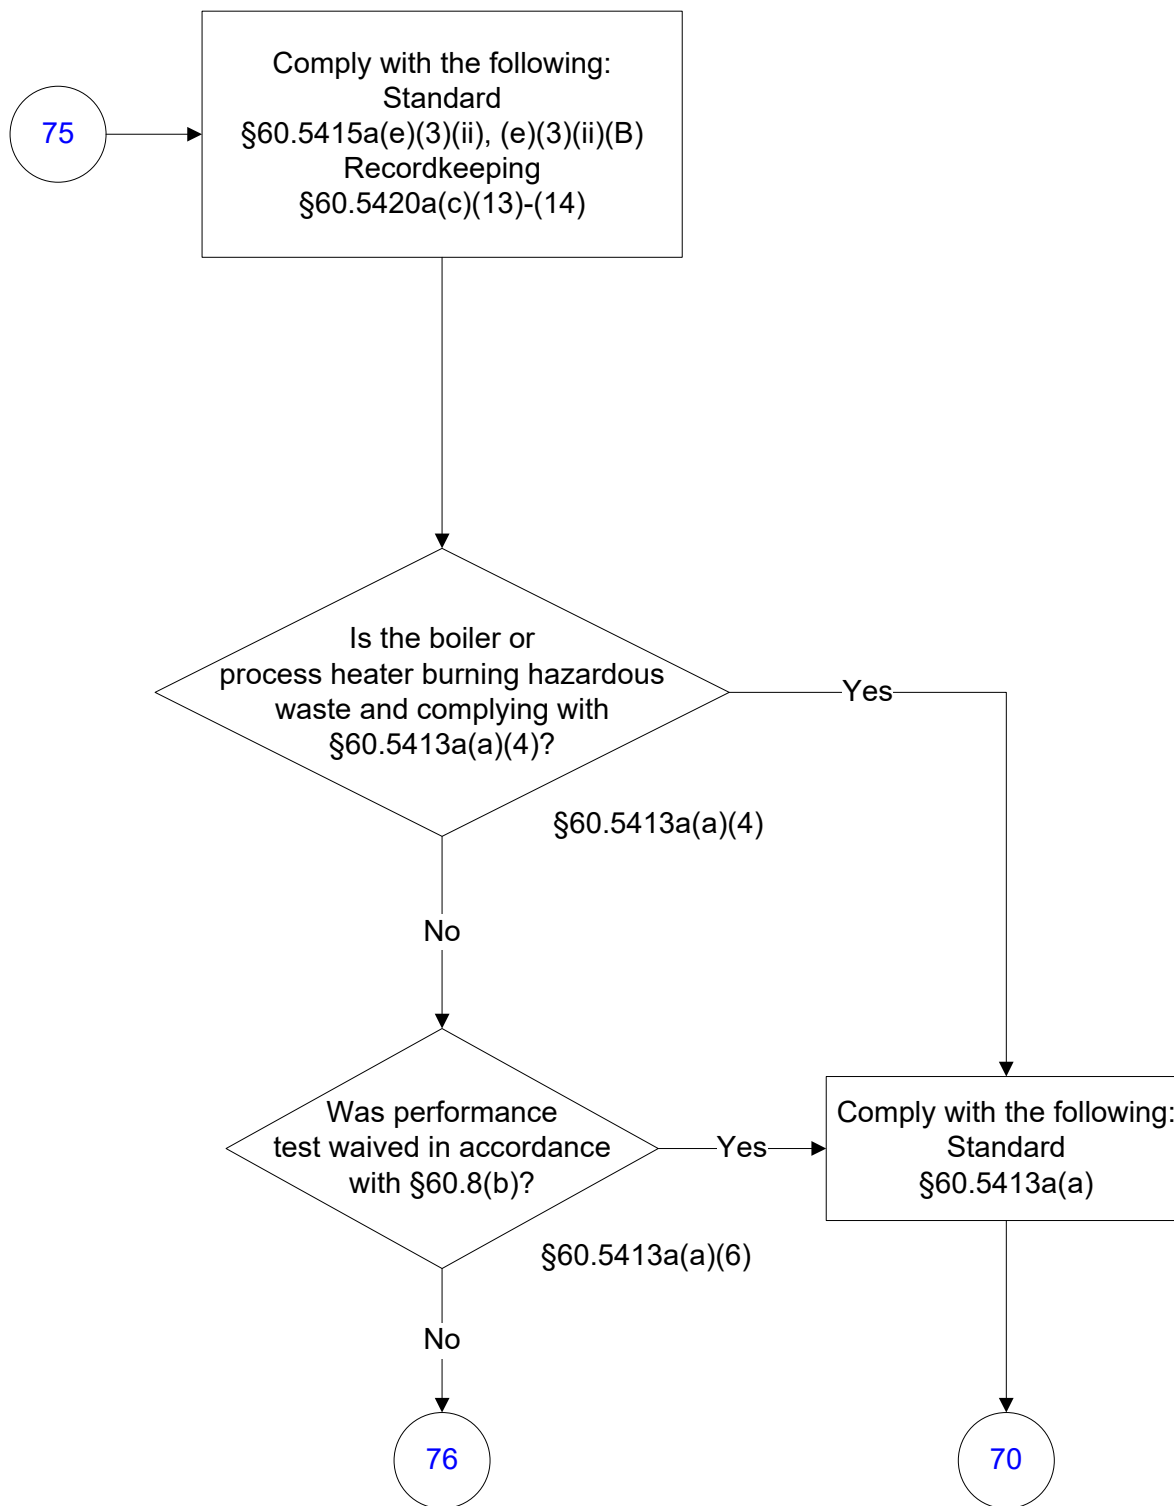 Comply with the following:
Standard
75
§60.5415a(e)(3)(ii), (e)(3)(ii)(B)
Recordkeeping
§60.5420a(c)(13)-(14)
Is the boiler or
process heater burning hazardous
waste and complying with
§60.5413a(a)(4)?
Yes
§60.5413a(a)(4)
No
Was performance
test waived in accordance
with §60.8(b)?
Yes
Comply with the following:
Standard
§60.5413a(a)
§60.5413a(a)(6)
No
76
70